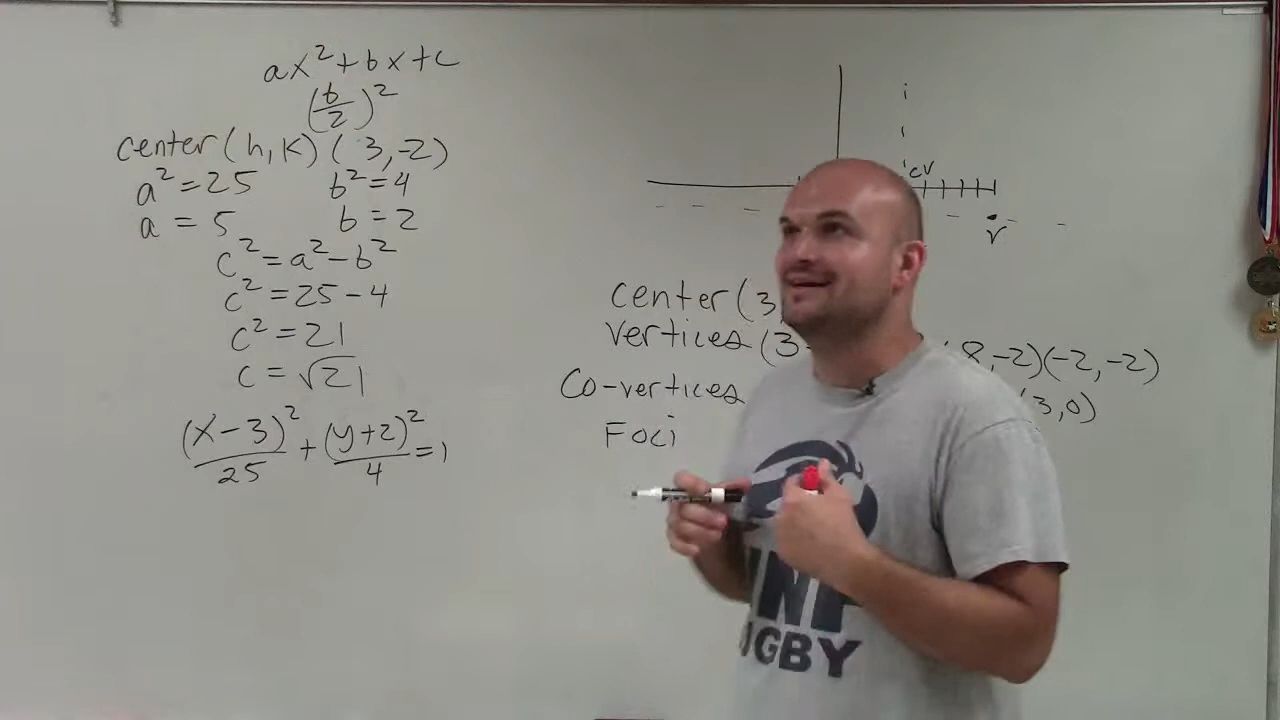 ax²+bx+c
(b/2)²
center (h,k) (3,-2)
a²=25 b²=4
a = 5 b=2
c²=a²-b²
c²=25-4
c²=21
c=√21
(x-3)²/25 + (y+2)²/4 =1
cv
v
center (3,
vertices (3 (8,-2)(-2,-2)
Co-vertices (3,0)
Foci
RUGBY